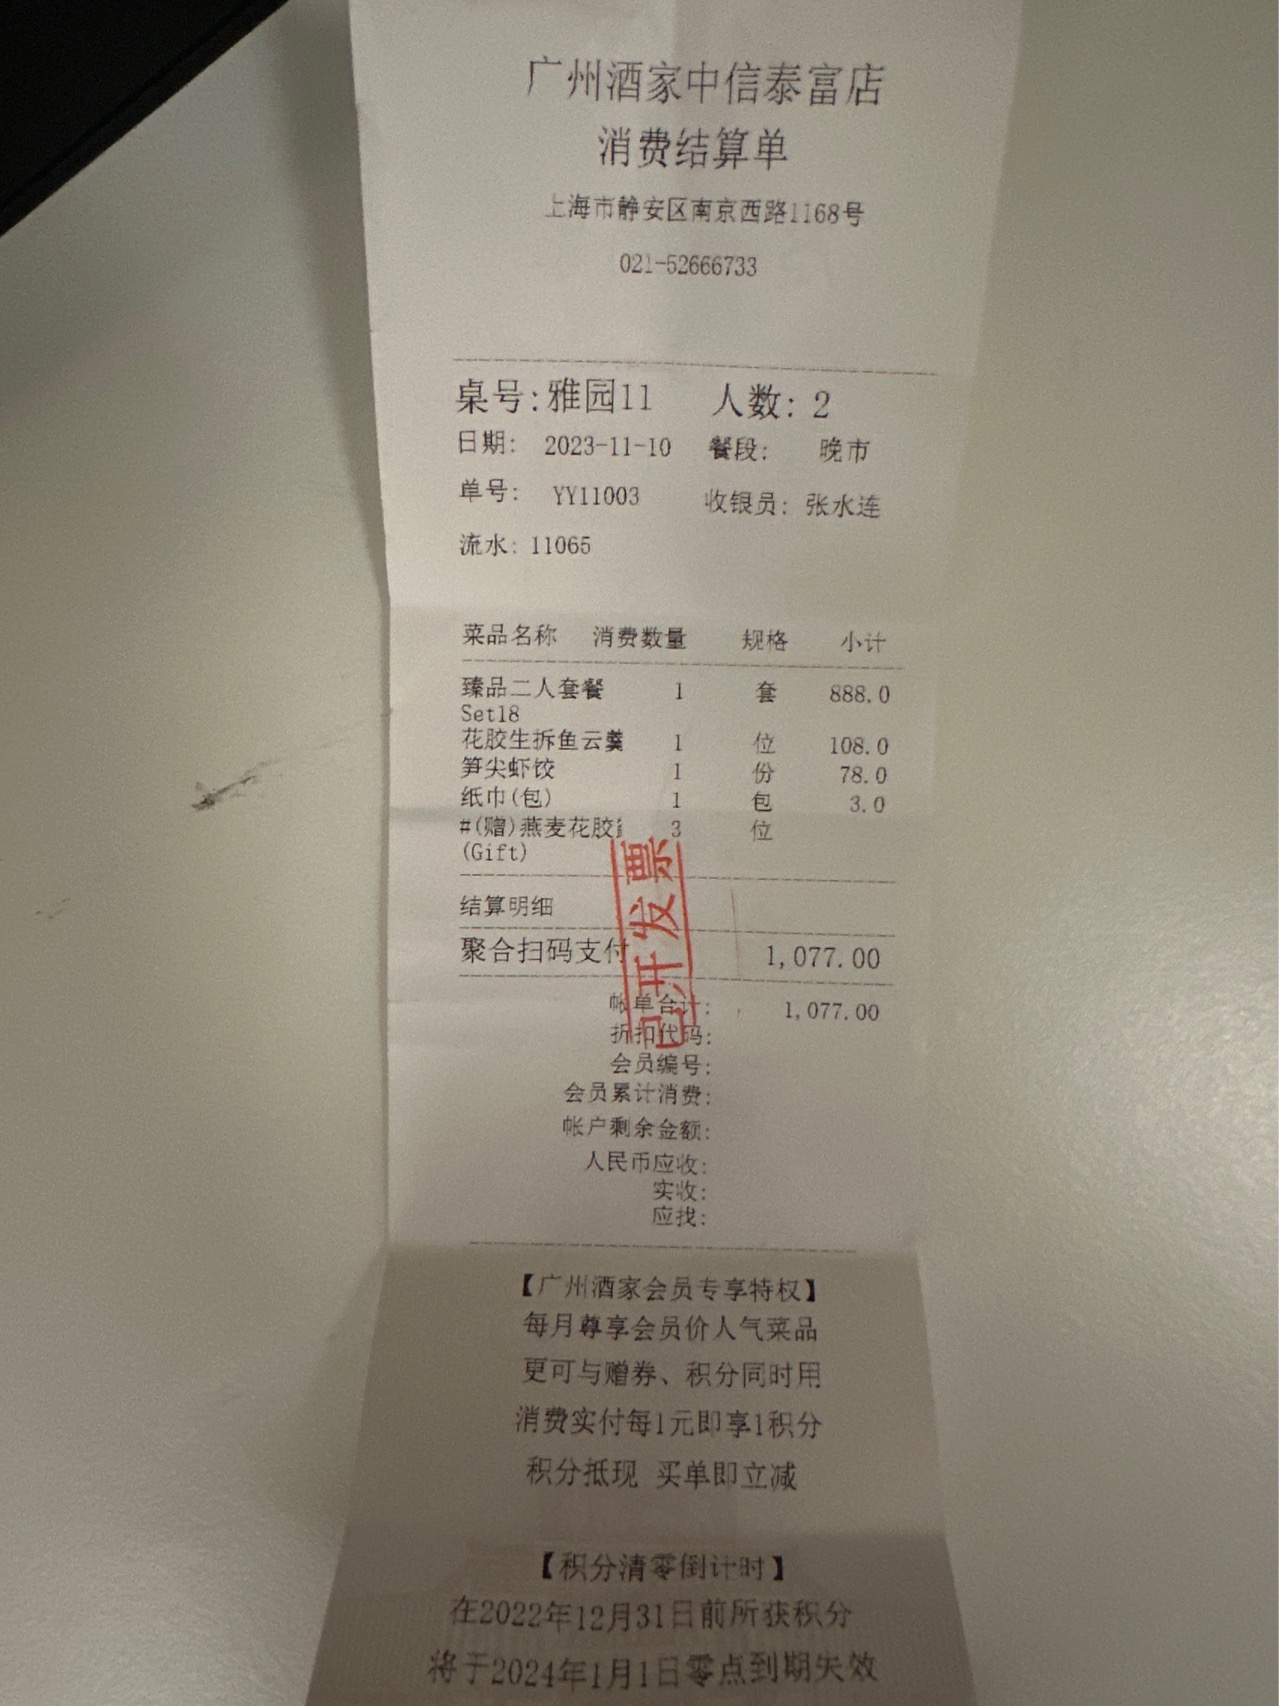 广州酒家中信泰富店
消费结算单
上海市静安区南京西路1168号
021-52666733
桌号:雅园11 人数: 2
日期: 2023-11-10 餐段: 晚市
单号: YY11003 收银员: 张水连
流水: 11065
菜品名称 消费数量 规格 小计
臻品二人套餐 1 套 888.0
Set18
花胶生拆鱼云羹 1 位 108.0
笋尖虾饺 1 份 78.0
纸巾(包) 1 包 3.0
#(赠)燕麦花胶 3 位
(Gift)
结算明细
聚合扫码支付 1,077.00
帐单合计: 1,077.00
折扣代码:
会员编号:
会员累计消费:
帐户剩余金额:
人民币应收:
实收:
应找:
已开发票
【广州酒家会员专享特权】
每月尊享会员价人气菜品
更可与赠券、积分同时用
消费实付每1元即享1积分
积分抵现 买单即立减
【积分清零倒计时】
在2022年12月31日前所获积分
将于2024年1月1日零点到期失效